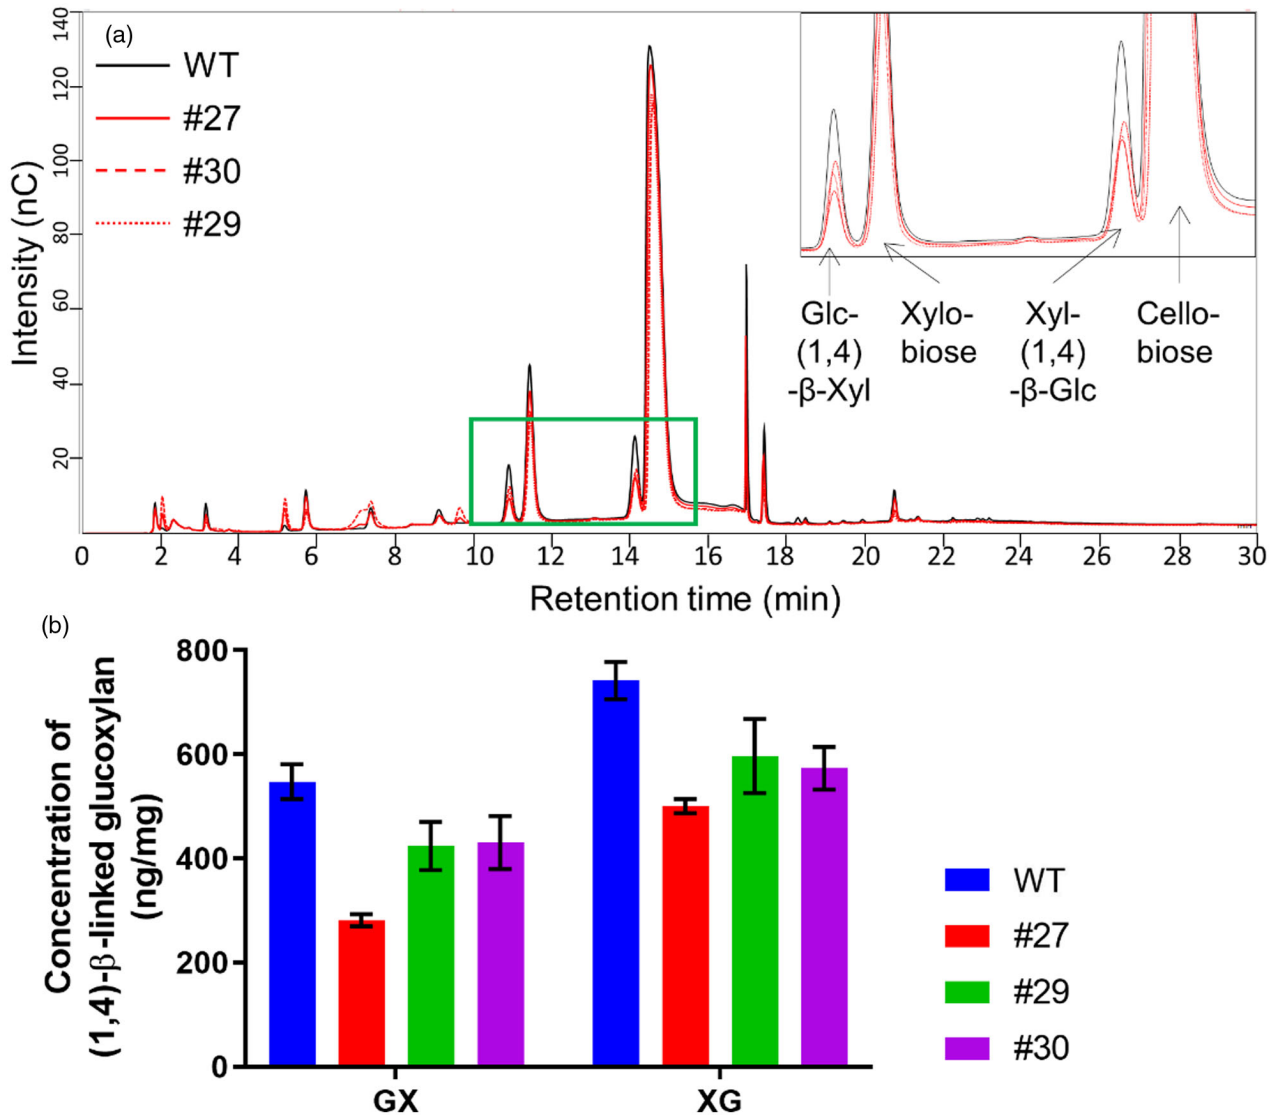 (a)
WT
#27
#30
#29
Intensity (nC)
140
120
100
80
60
40
20
0 2 4 6 8 10 12 14 16 18 20 22 24 26 28 30
Retention time (min)
Glc-
(1,4)
-β-Xyl
Xylo-
biose
Xyl-
(1,4)
-β-Glc
Cello-
biose
(b)
Concentration of
(1,4)-β-linked glucoxylan
(ng/mg)
800
600
400
200
0
GX XG
WT
#27
#29
#30